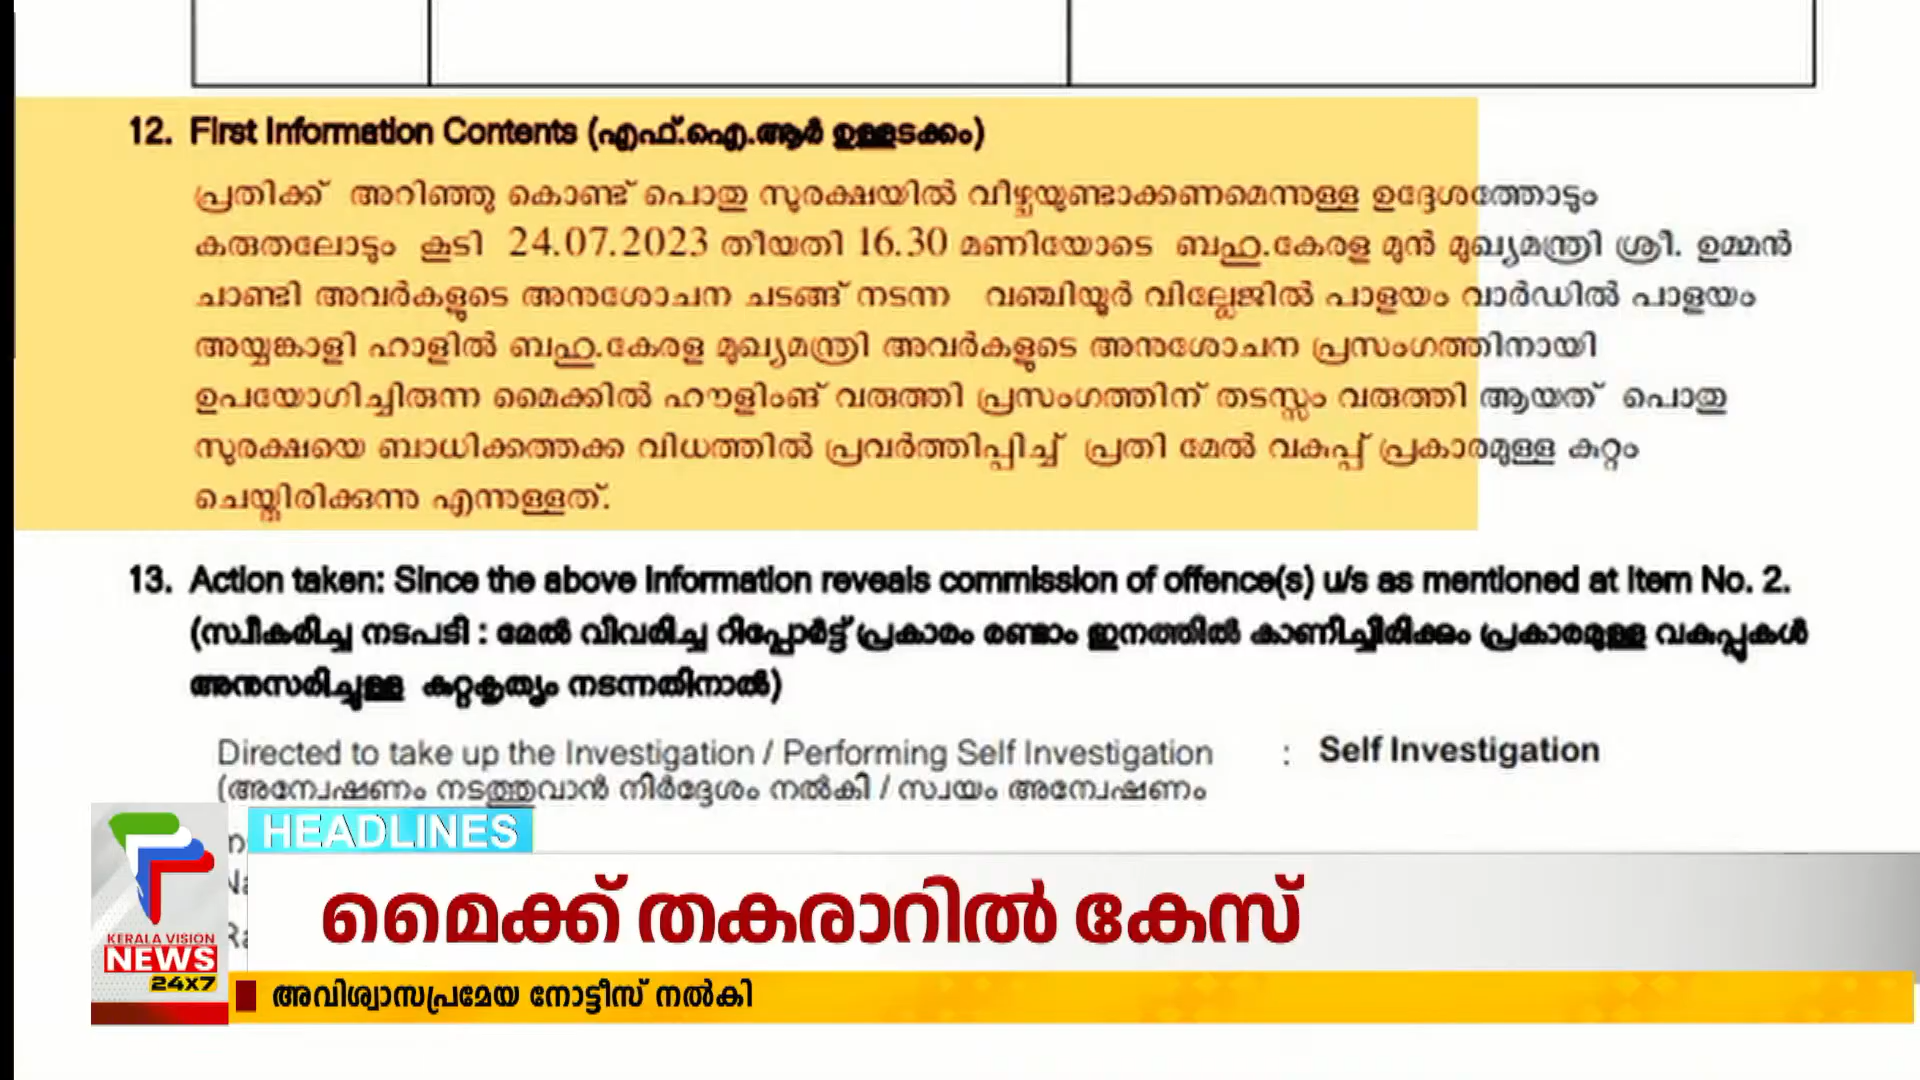 12. First Information Contents (എഫ്.ഐ.ആർ ഉള്ളടക്കം)
പ്രതിക്ക് അറിഞ്ഞു കൊണ്ട് പൊതു സുരക്ഷയിൽ വീഴ്ചയുണ്ടാക്കണമെന്നുള്ള ഉദ്ദേശത്തോടും
കരുതലോടും കൂടി 24.07.2023 തീയതി 16.30 മണിയോടെ ബഹു.കേരള മുൻ മുഖ്യമന്ത്രി ശ്രീ. ഉമ്മൻ
ചാണ്ടി അവർകളുടെ അനുശോചന ചടങ്ങ് നടന്ന വഞ്ചിയൂർ വില്ലേജിൽ പാളയം വാർഡിൽ പാളയം
അയ്യങ്കാളി ഹാളിൽ ബഹു.കേരള മുഖ്യമന്ത്രി അവർകളുടെ അനുശോചന പ്രസംഗത്തിനായി
ഉപയോഗിച്ചിരുന്ന മൈക്കിൽ ഹൗളിംങ് വരുത്തി പ്രസംഗത്തിന് തടസ്സം വരുത്തി ആയത് പൊതു
സുരക്ഷയെ ബാധിക്കത്തക്ക വിധത്തിൽ പ്രവർത്തിപ്പിച്ച് പ്രതി മേൽ വകുപ്പ് പ്രകാരമുള്ള കുറ്റം
ചെയ്തിരിക്കുന്നു എന്നുള്ളത്.
13. Action taken: Since the above information reveals commission of offence(s) u/s as mentioned at Item No. 2.
(സ്വീകരിച്ച നടപടി : മേൽ വിവരിച്ച റിപ്പോർട്ട് പ്രകാരം രണ്ടാം ഇനത്തിൽ കാണിച്ചിരിക്കും പ്രകാരമുള്ള വകുപ്പുകൾ
അനുസരിച്ചുള്ള കുറ്റകൃത്യം നടന്നതിനാൽ)
Directed to take up the Investigation / Performing Self Investigation : Self Investigation
(അന്വേഷണം നടത്തുവാൻ നിർദ്ദേശം നൽകി / സ്വയം അന്വേഷണം
HEADLINES
മൈക്ക് തകരാറിൽ കേസ്
KERALA VISION
NEWS
24x7
അവിശ്വാസപ്രമേയ നോട്ടീസ് നൽകി